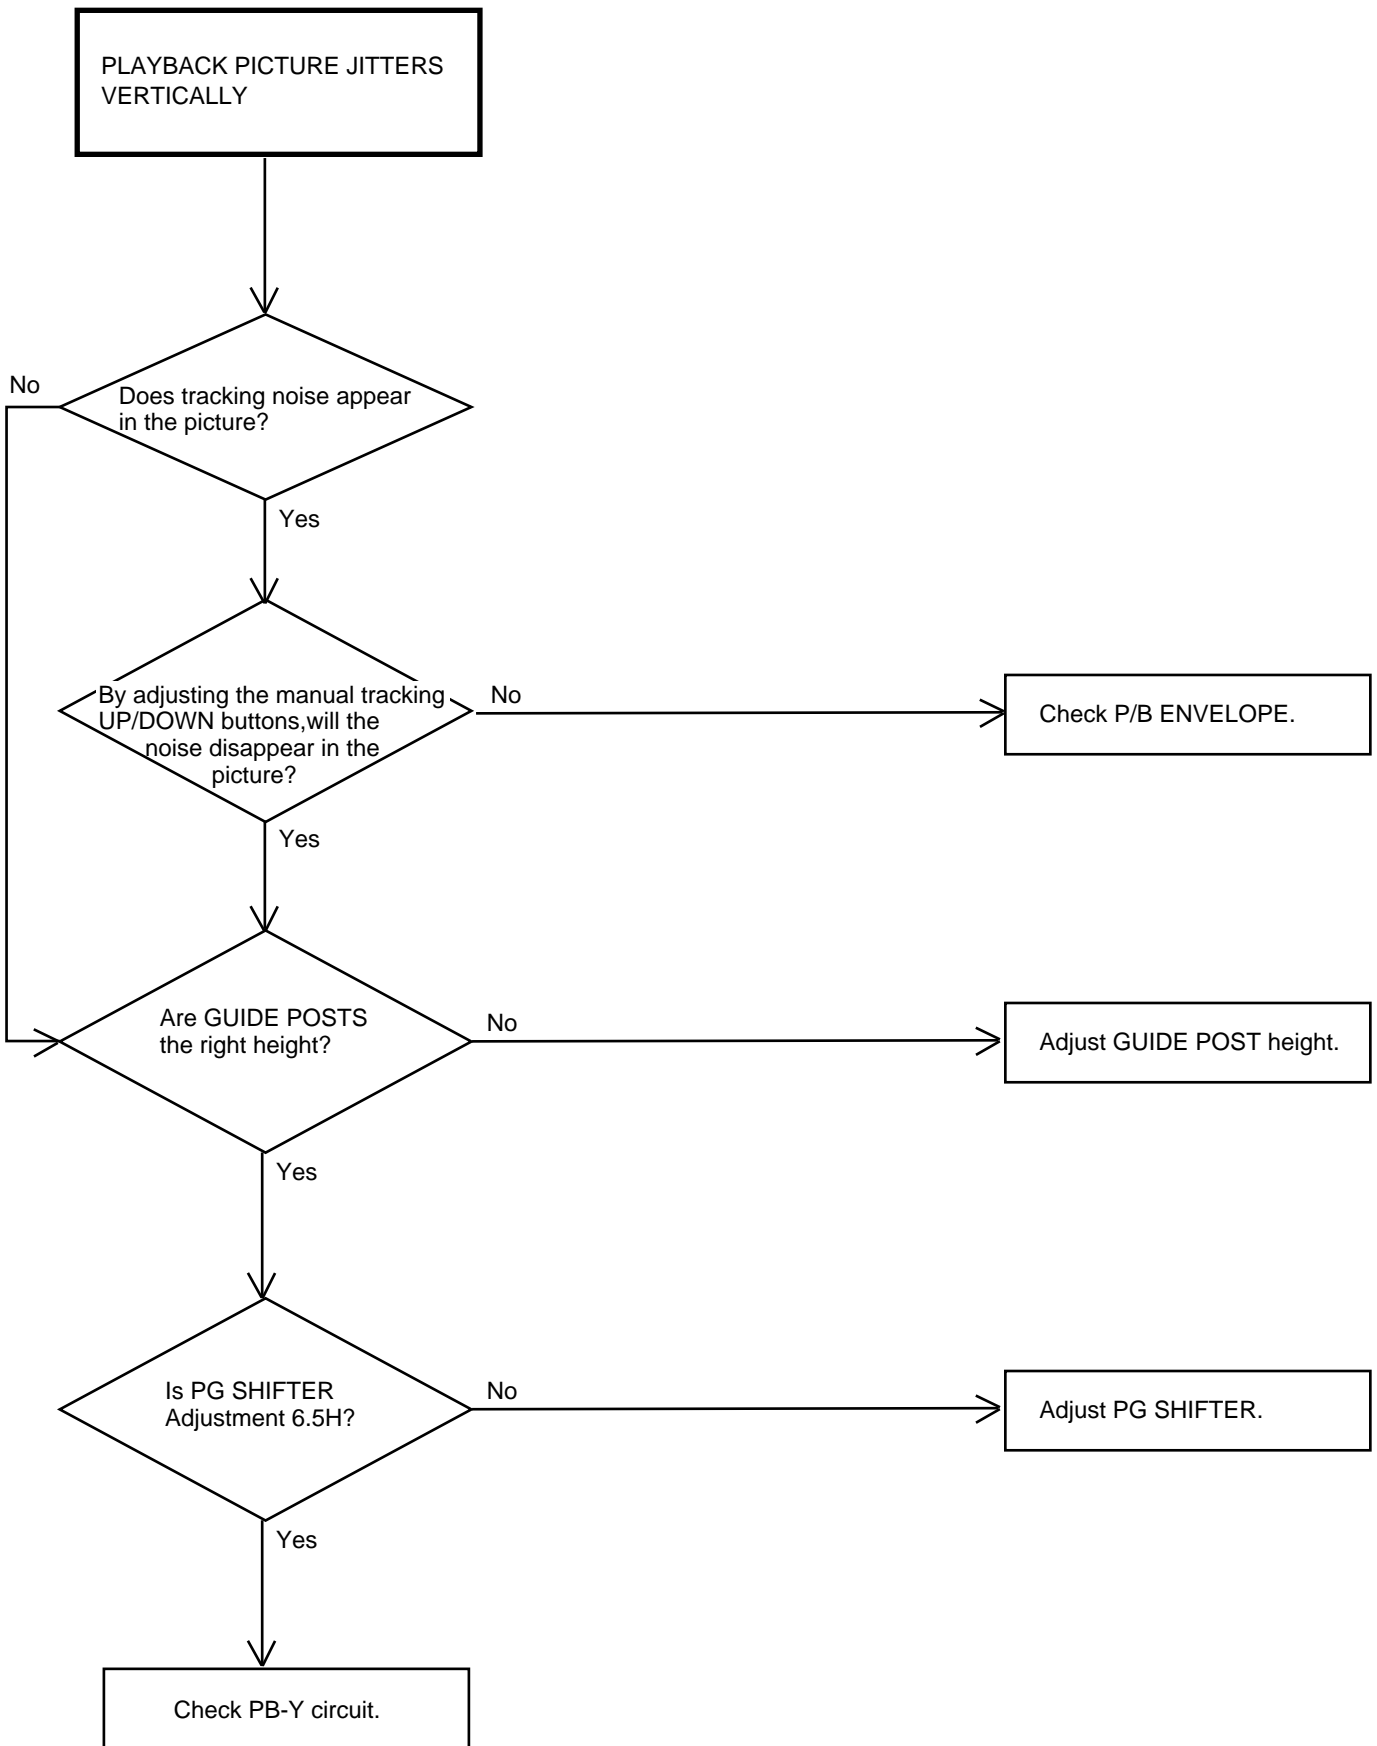 PLAYBACK PICTURE JITTERS
VERTICALLY
No
Does tracking noise appear
in the picture?
Yes
By adjusting the manual tracking
UP/DOWN buttons,will the
noise disappear in the
picture?
No
Check P/B ENVELOPE.
Yes
Are GUIDE POSTS
the right height?
No
Adjust GUIDE POST height.
Yes
Is PG SHIFTER
Adjustment 6.5H?
No
Adjust PG SHIFTER.
Yes
Check PB-Y circuit.